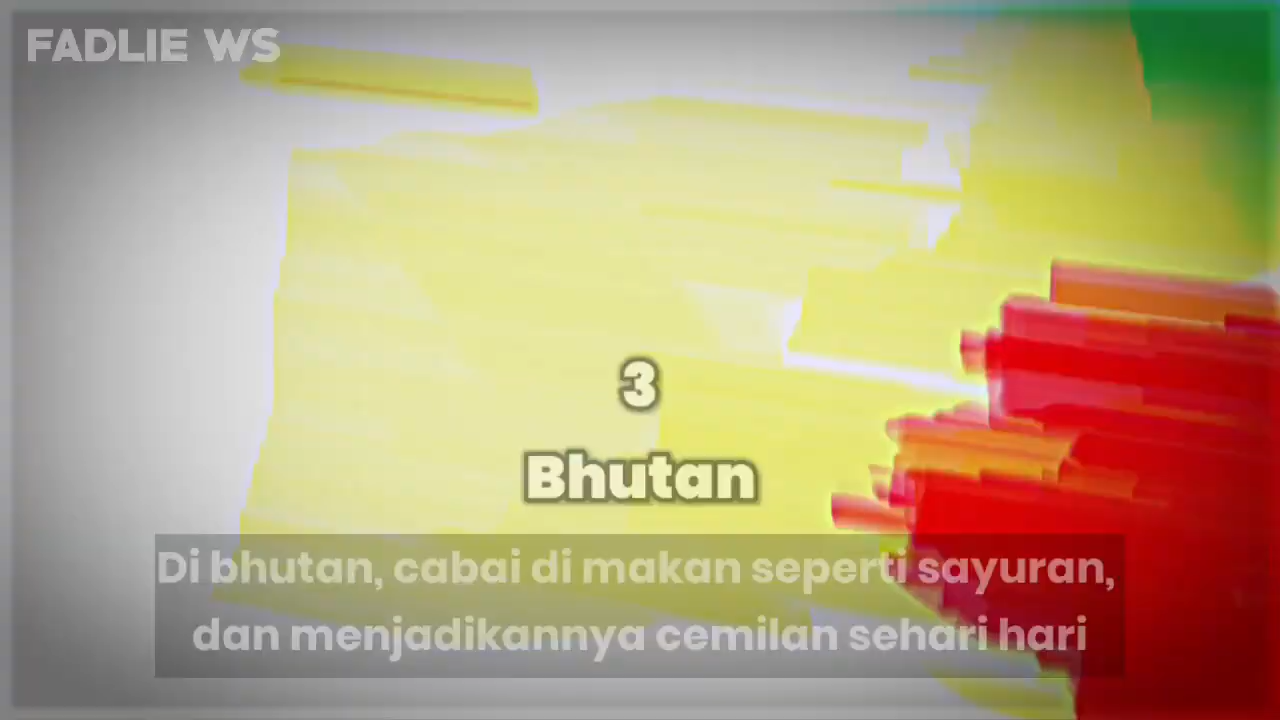 FADLIE WS
3
Bhutan
Di bhutan, cabai di makan seperti sayuran,
dan menjadikannya cemilan sehari hari